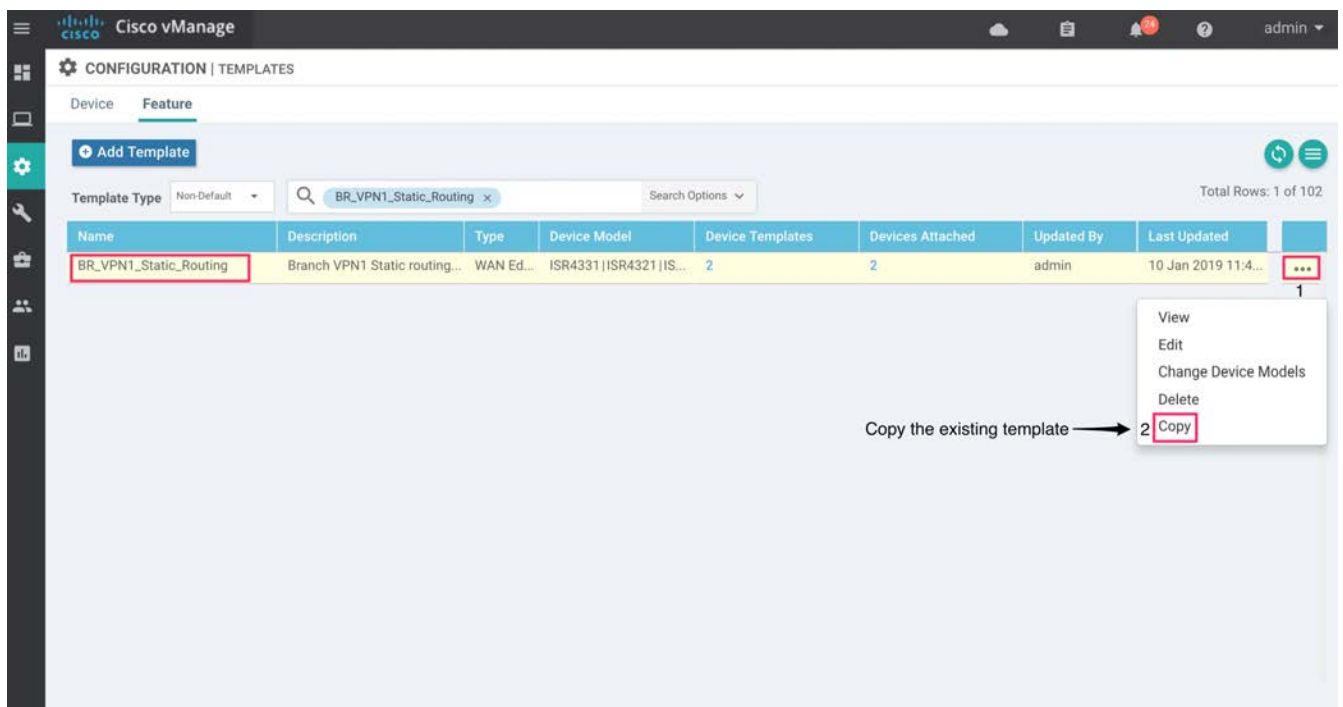 cisco Cisco vManage 24 admin
CONFIGURATION | TEMPLATES
Device Feature
Add Template
Template Type Non-Default BR_VPN1_Static_Routing × Search Options Total Rows: 1 of 102
Name Description Type Device Model Device Templates Devices Attached Updated By Last Updated
BR_VPN1_Static_Routing Branch VPN1 Static routing... WAN Ed... ISR4331|ISR4321|IS... 2 2 admin 10 Jan 2019 11:4... •••
1
View
Edit
Change Device Models
Delete
Copy the existing template 2 Copy